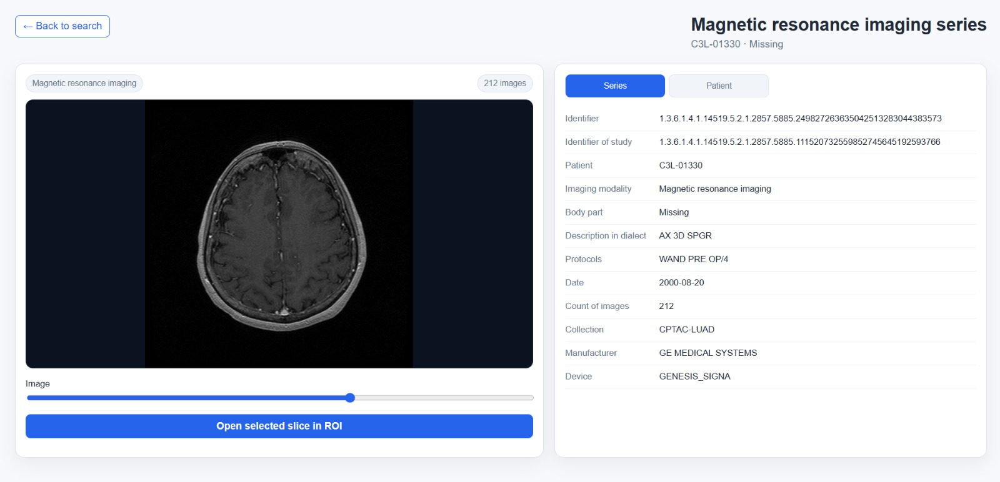 ← Back to search
Magnetic resonance imaging series
C3L-01330 · Missing
Magnetic resonance imaging
212 images
Image
Open selected slice in ROI
Series
Patient
Identifier 1.3.6.1.4.1.14519.5.2.1.2857.5885.249827263635042513283044383573
Identifier of study 1.3.6.1.4.1.14519.5.2.1.2857.5885.111520732559852745645192593766
Patient C3L-01330
Imaging modality Magnetic resonance imaging
Body part Missing
Description in dialect AX 3D SPGR
Protocols WAND PRE OP/4
Date 2000-08-20
Count of images 212
Collection CPTAC-LUAD
Manufacturer GE MEDICAL SYSTEMS
Device GENESIS_SIGNA